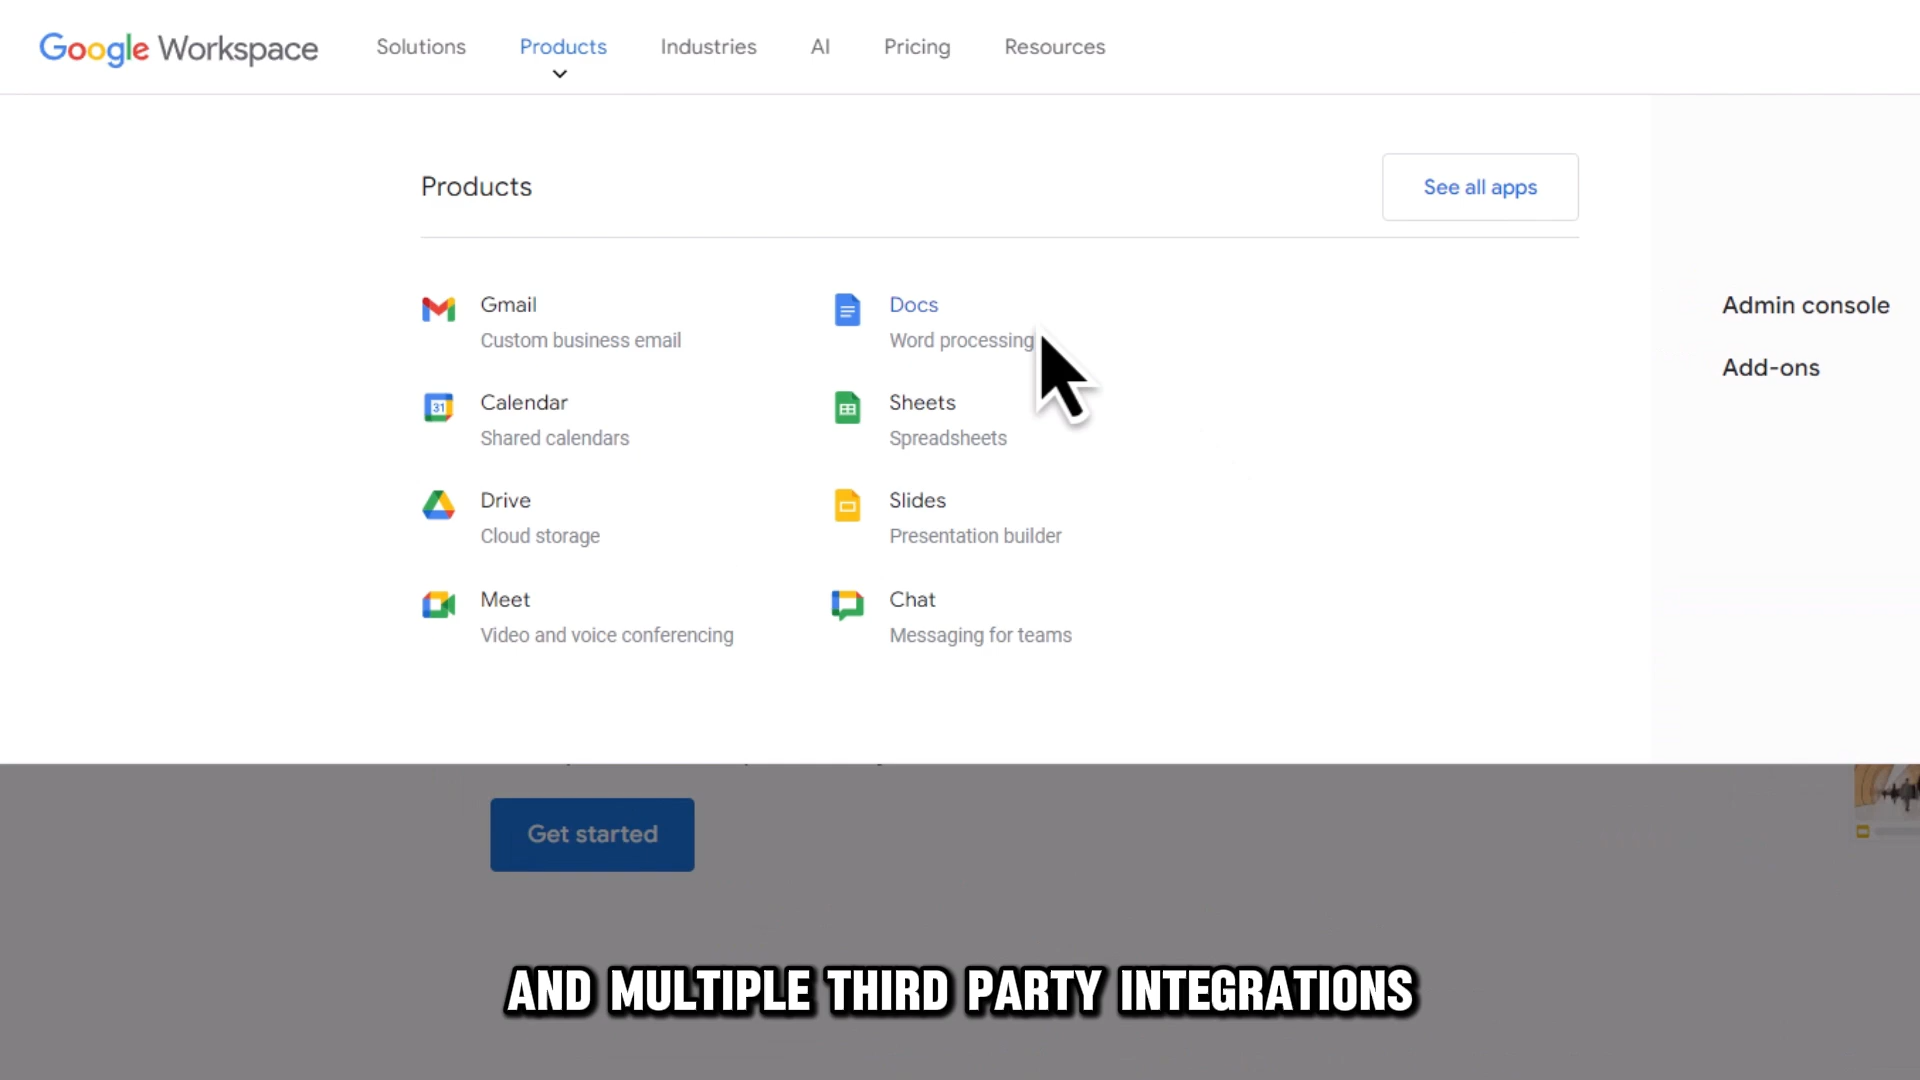 Google Workspace
Solutions
Products
Industries
AI
Pricing
Resources
Products
See all apps
Gmail
Custom business email
Docs
Word processing
Calendar
Shared calendars
Sheets
Spreadsheets
Drive
Cloud storage
Slides
Presentation builder
Meet
Video and voice conferencing
Chat
Messaging for teams
Admin console
Add-ons
Get started
AND MULTIPLE THIRD PARTY INTEGRATIONS